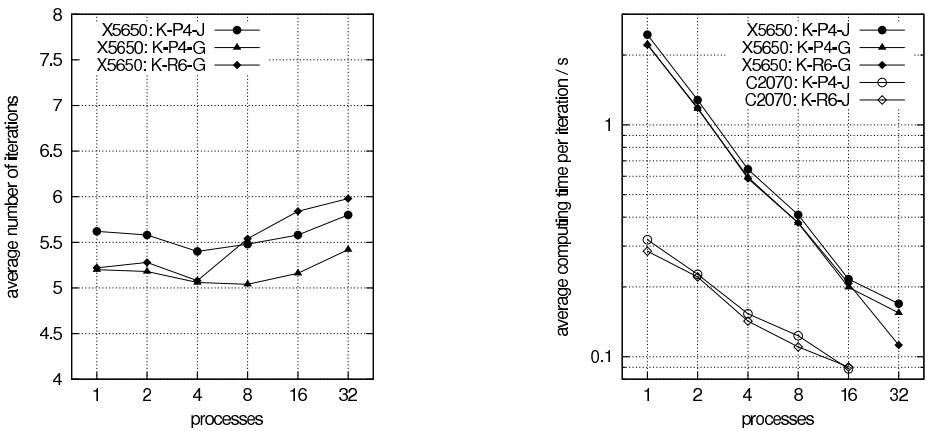 8
7.5
7
6.5
6
5.5
5
4.5
4
average number of iterations
X5650: K-P4-J
X5650: K-P4-G
X5650: K-R6-G
1 2 4 8 16 32
processes
1
0.1
average computing time per iteration / s
X5650: K-P4-J
X5650: K-P4-G
X5650: K-R6-G
C2070: K-P4-J
C2070: K-R6-J
1 2 4 8 16 32
processes